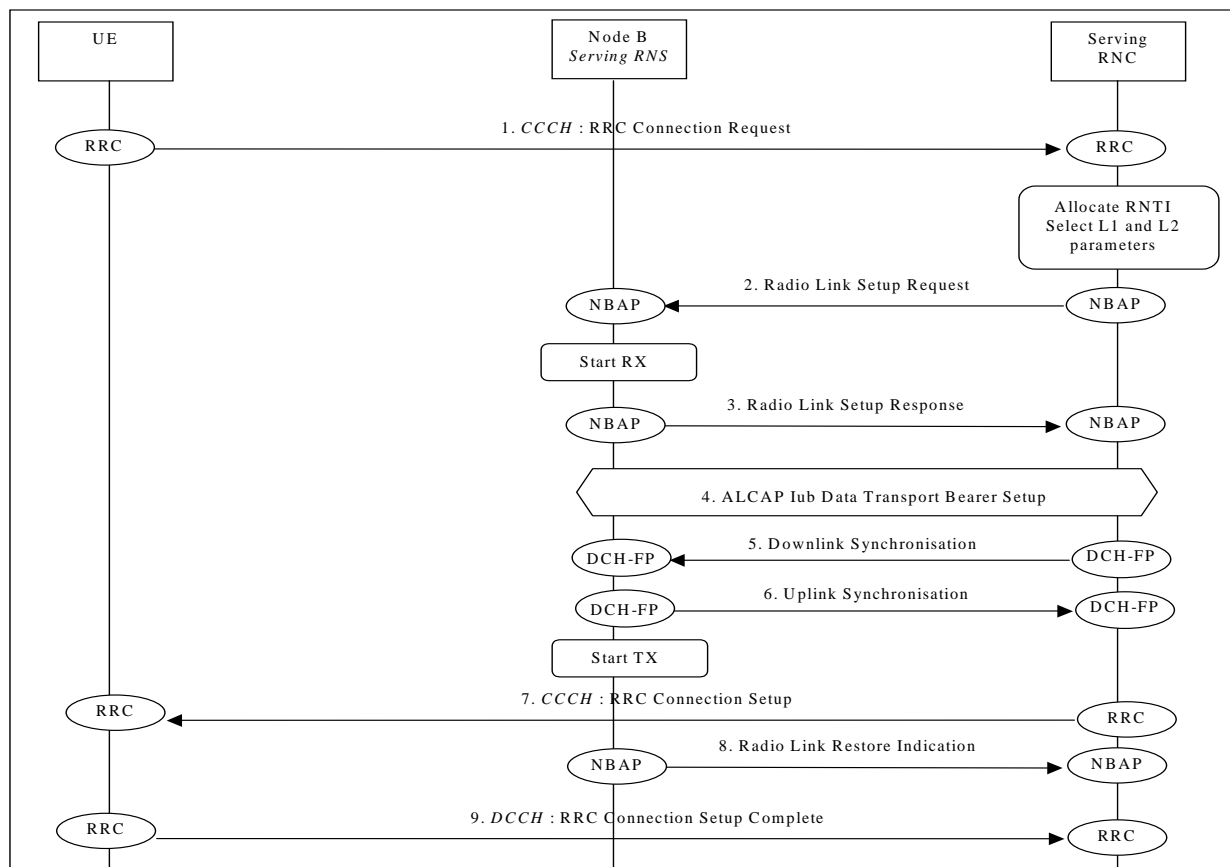 UE
Node B
Serving RNS
Serving
RNC
1. CCCH : RRC Connection Request
RRC
RRC
Allocate RNTI
Select L1 and L2
parameters
2. Radio Link Setup Request
NBAP
NBAP
Start RX
3. Radio Link Setup Response
NBAP
NBAP
4. ALCAP Iub Data Transport Bearer Setup
5. Downlink Synchronisation
DCH-FP
DCH-FP
6. Uplink Synchronisation
DCH-FP
DCH-FP
Start TX
7. CCCH : RRC Connection Setup
RRC
RRC
8. Radio Link Restore Indication
NBAP
NBAP
9. DCCH : RRC Connection Setup Complete
RRC
RRC